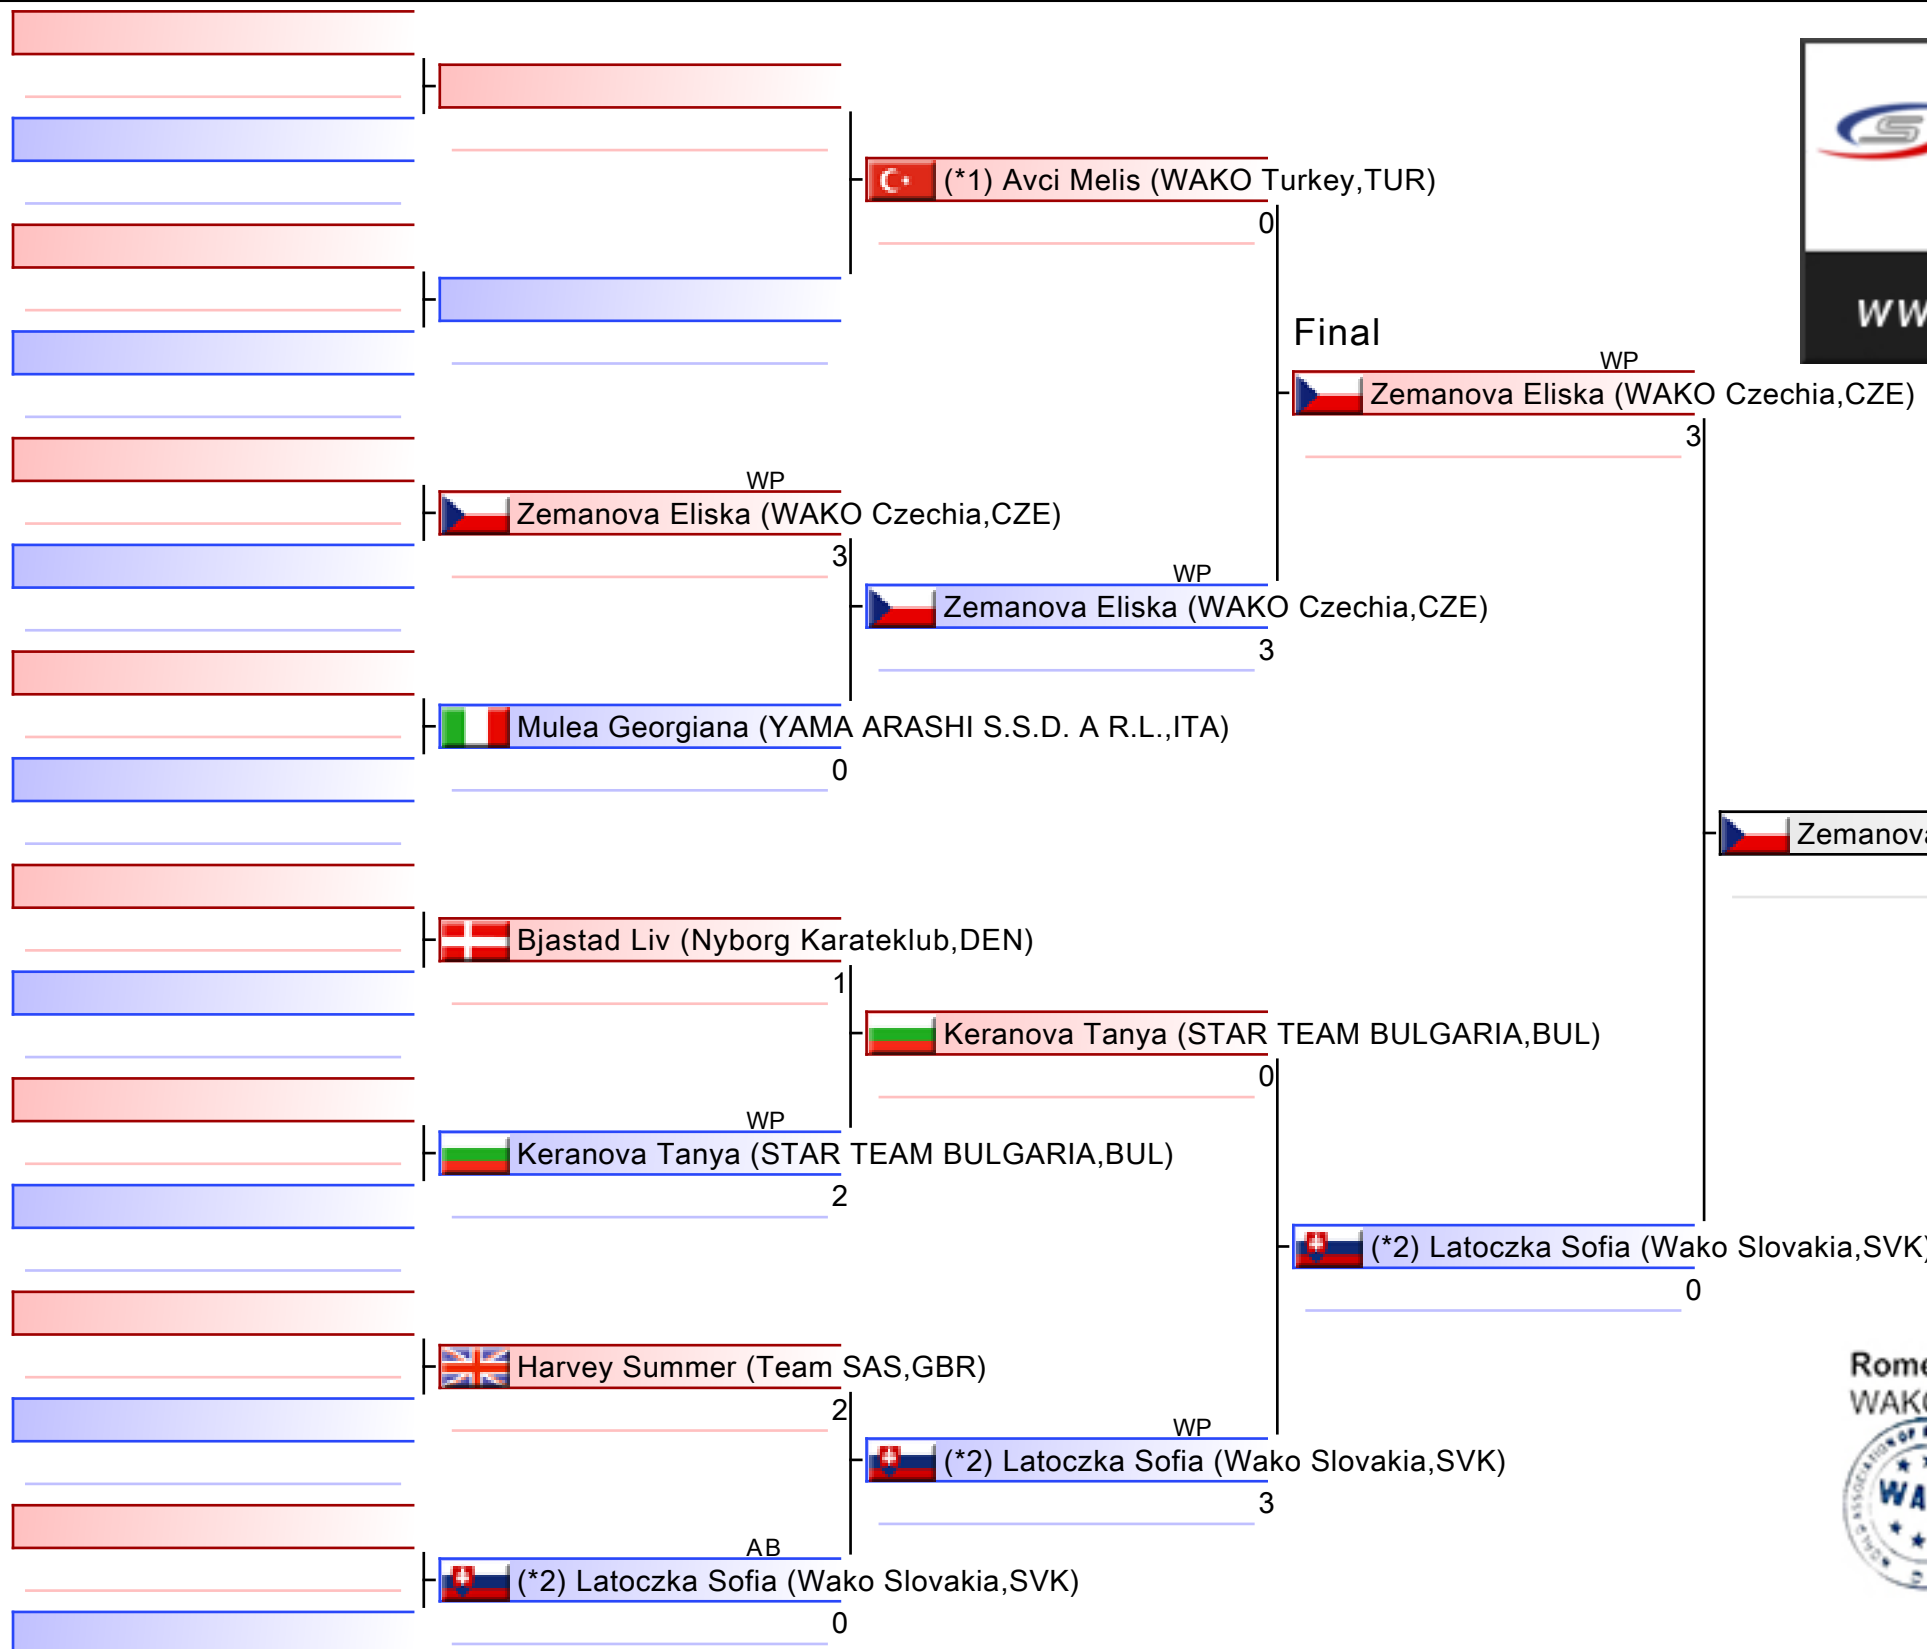 (*1) Avci Melis (WAKO Turkey,TUR)
0
Final
WP
Zemanova Eliska (WAKO Czechia,CZE)
3
WP
Zemanova Eliska (WAKO Czechia,CZE)
3
WP
Zemanova Eliska (WAKO Czechia,CZE)
3
Mulea Georgiana (YAMA ARASHI S.S.D. A R.L.,ITA)
0
Zemanova
Bjastad Liv (Nyborg Karateklub,DEN)
1
Keranova Tanya (STAR TEAM BULGARIA,BUL)
0
WP
Keranova Tanya (STAR TEAM BULGARIA,BUL)
2
(*2) Latoczka Sofia (Wako Slovakia,SVK)
0
Harvey Summer (Team SAS,GBR)
2
WP
(*2) Latoczka Sofia (Wako Slovakia,SVK)
3
AB
(*2) Latoczka Sofia (Wako Slovakia,SVK)
0